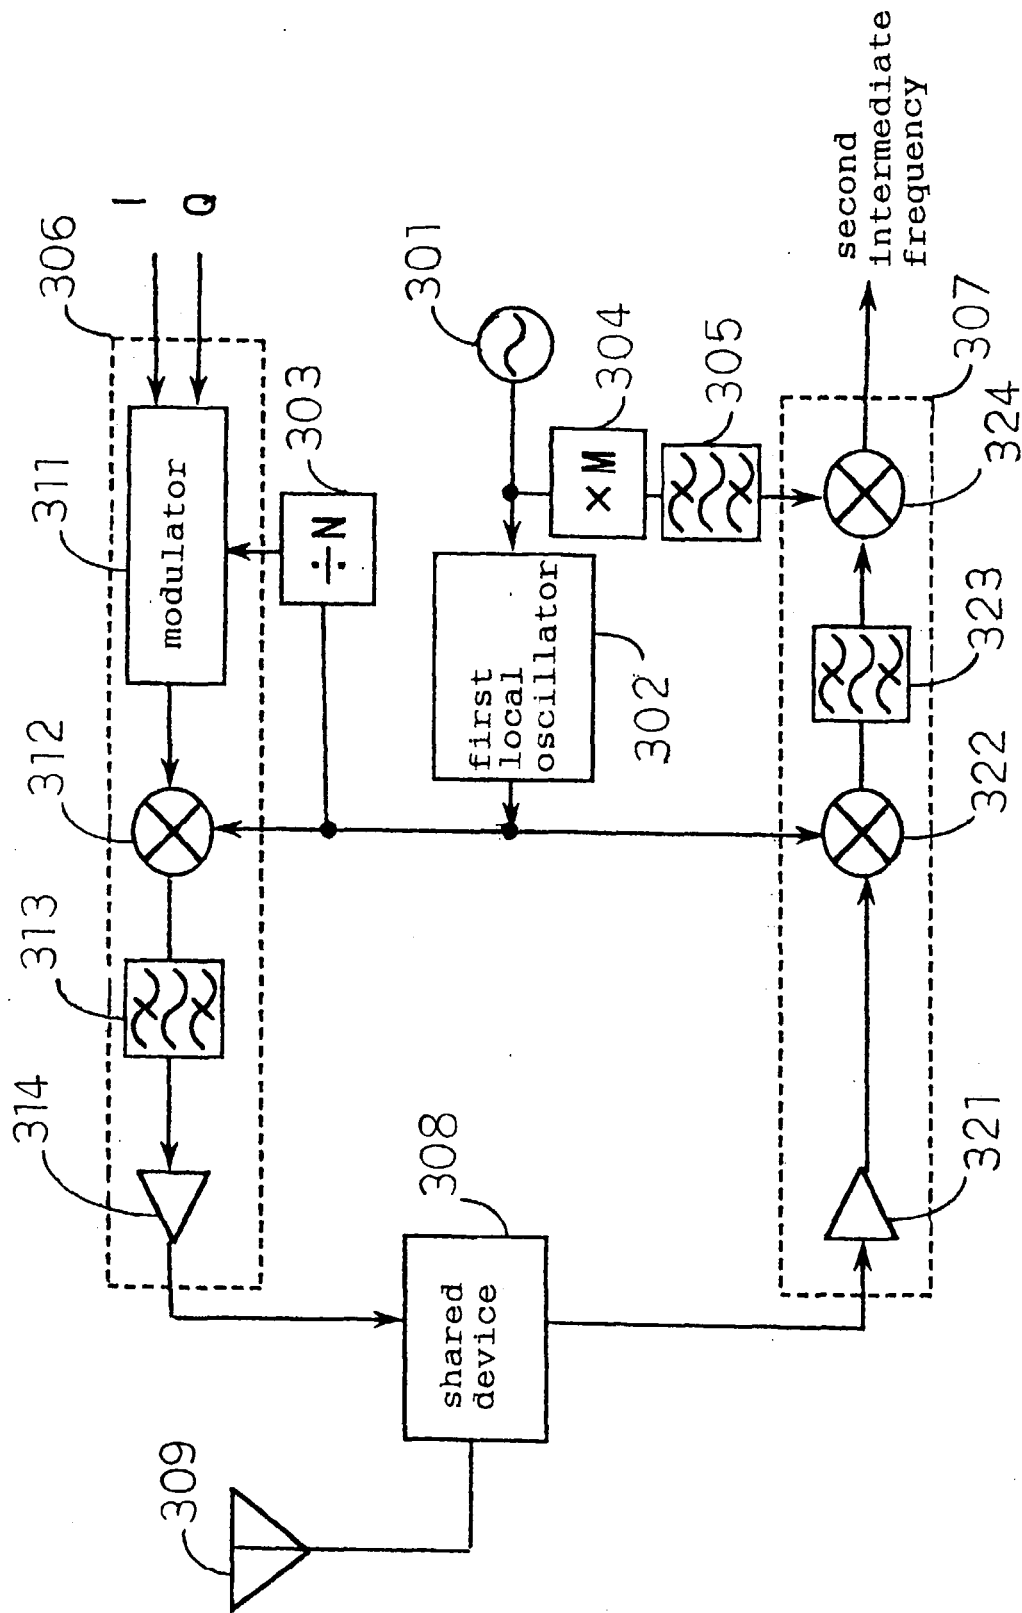 306
I
Q
311
modulator
303
÷N
312
313
314
301
304
×M
305
first
local
oscillator
302
308
shared
device
309
second
intermediate
frequency
307
324
323
322
321